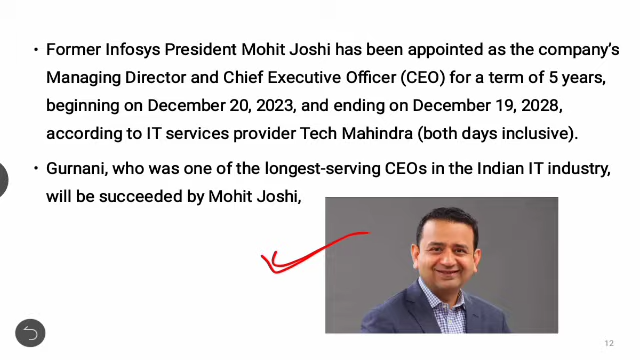 • Former Infosys President Mohit Joshi has been appointed as the company's
Managing Director and Chief Executive Officer (CEO) for a term of 5 years,
beginning on December 20, 2023, and ending on December 19, 2028,
according to IT services provider Tech Mahindra (both days inclusive).
• Gurnani, who was one of the longest-serving CEOs in the Indian IT industry,
will be succeeded by Mohit Joshi,
12